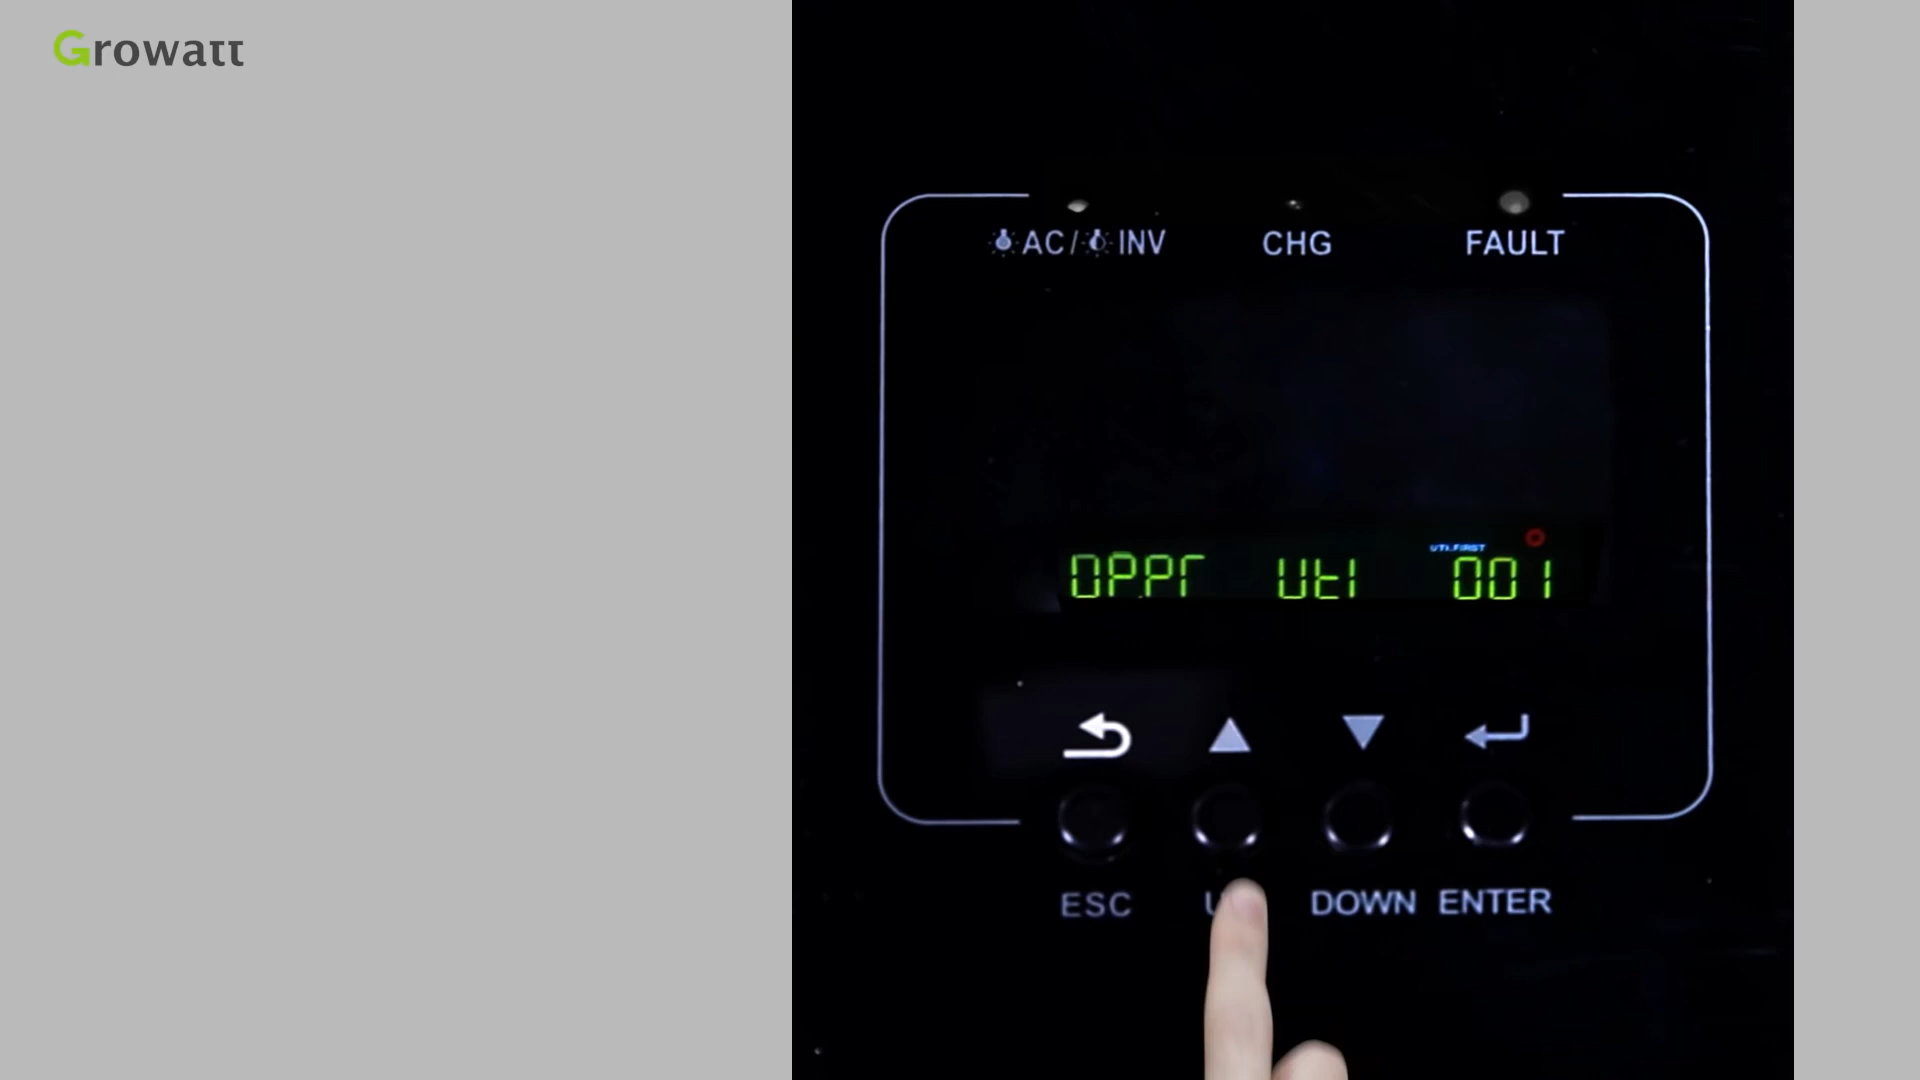 Growatt
AC / INV CHG FAULT
UTI.FIRST
OPPr Uti 001
ESC DOWN ENTER